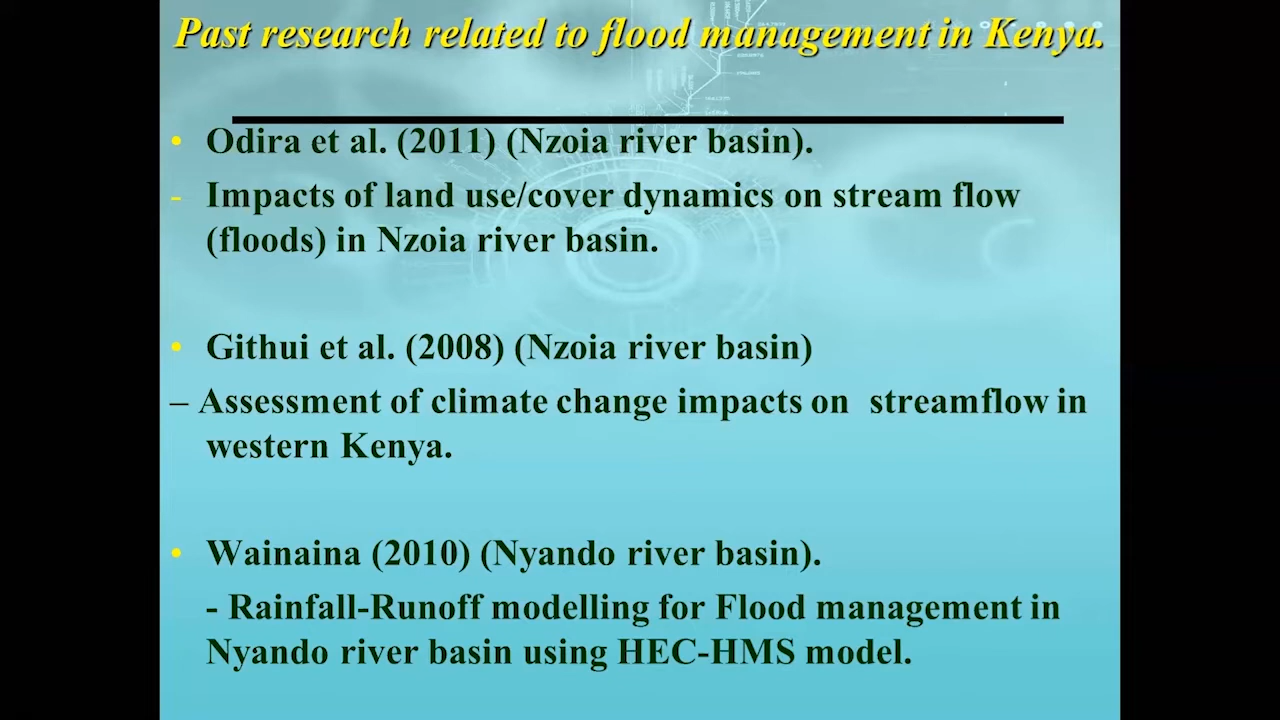 Past research related to flood management in Kenya.
• Odira et al. (2011) (Nzoia river basin).
- Impacts of land use/cover dynamics on stream flow
(floods) in Nzoia river basin.
• Githui et al. (2008) (Nzoia river basin)
– Assessment of climate change impacts on streamflow in
western Kenya.
• Wainaina (2010) (Nyando river basin).
- Rainfall-Runoff modelling for Flood management in
Nyando river basin using HEC-HMS model.